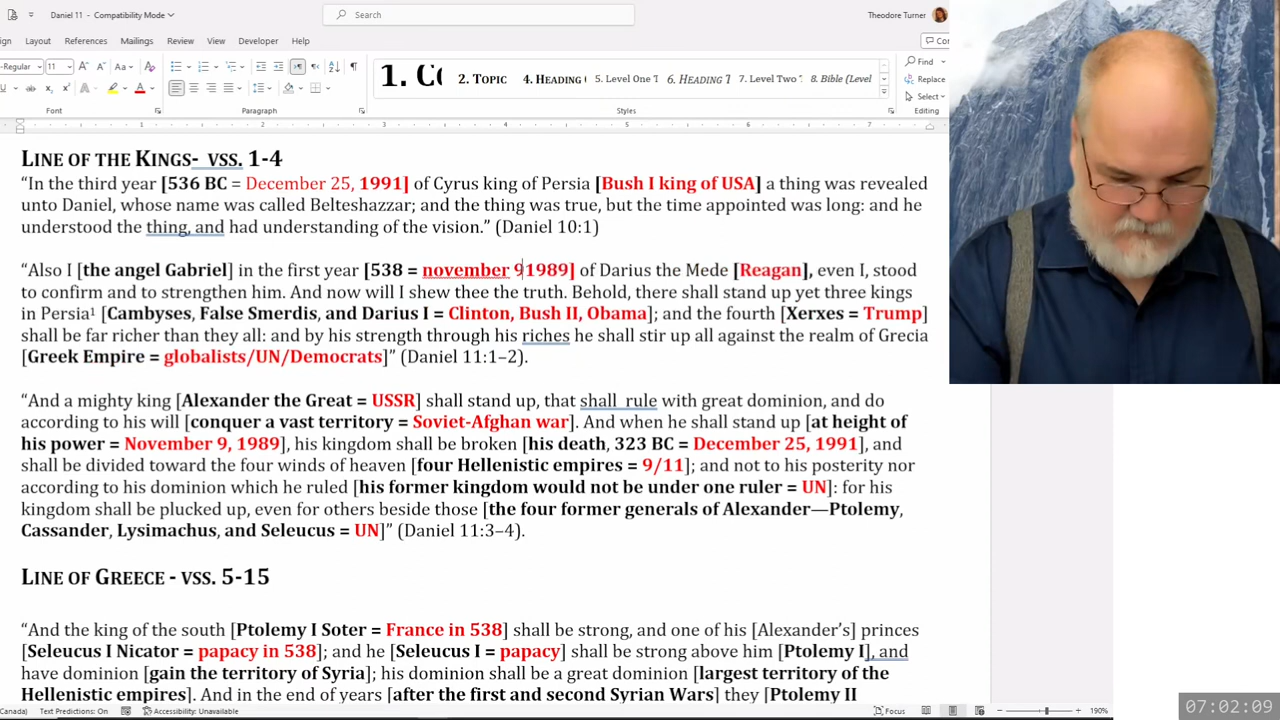 Daniel 11 - Compatibility Mode
Search
Theodore Turner
Layout References Mailings Review View Developer Help
Regular 11
1. 2. TOPIC 4. HEADING 5. Level One T 6. HEADING T 7. Level Two T 8. Bible (Level
Find
Replace
Select
Font Paragraph Styles Editing
1 2 3 4 5 6 7
LINE OF THE KINGS- VSS. 1-4
“In the third year [536 BC = December 25, 1991] of Cyrus king of Persia [Bush I king of USA] a thing was revealed
unto Daniel, whose name was called Belteshazzar; and the thing was true, but the time appointed was long: and he
understood the thing, and had understanding of the vision.” (Daniel 10:1)
“Also I [the angel Gabriel] in the first year [538 = november 91989] of Darius the Mede [Reagan], even I, stood
to confirm and to strengthen him. And now will I shew thee the truth. Behold, there shall stand up yet three kings
in Persia1 [Cambyses, False Smerdis, and Darius I = Clinton, Bush II, Obama]; and the fourth [Xerxes = Trump]
shall be far richer than they all: and by his strength through his riches he shall stir up all against the realm of Grecia
[Greek Empire = globalists/UN/Democrats]” (Daniel 11:1–2).
“And a mighty king [Alexander the Great = USSR] shall stand up, that shall rule with great dominion, and do
according to his will [conquer a vast territory = Soviet-Afghan war]. And when he shall stand up [at height of
his power = November 9, 1989], his kingdom shall be broken [his death, 323 BC = December 25, 1991], and
shall be divided toward the four winds of heaven [four Hellenistic empires = 9/11]; and not to his posterity nor
according to his dominion which he ruled [his former kingdom would not be under one ruler = UN]: for his
kingdom shall be plucked up, even for others beside those [the four former generals of Alexander—Ptolemy,
Cassander, Lysimachus, and Seleucus = UN]” (Daniel 11:3–4).
LINE OF GREECE - VSS. 5-15
“And the king of the south [Ptolemy I Soter = France in 538] shall be strong, and one of his [Alexander’s] princes
[Seleucus I Nicator = papacy in 538]; and he [Seleucus I = papacy] shall be strong above him [Ptolemy I], and
have dominion [gain the territory of Syria]; his dominion shall be a great dominion [largest territory of the
Hellenistic empires]. And in the end of years [after the first and second Syrian Wars] they [Ptolemy II
Canada) Text Predictions: On Accessibility: Unavailable Focus 190%
07:02:09